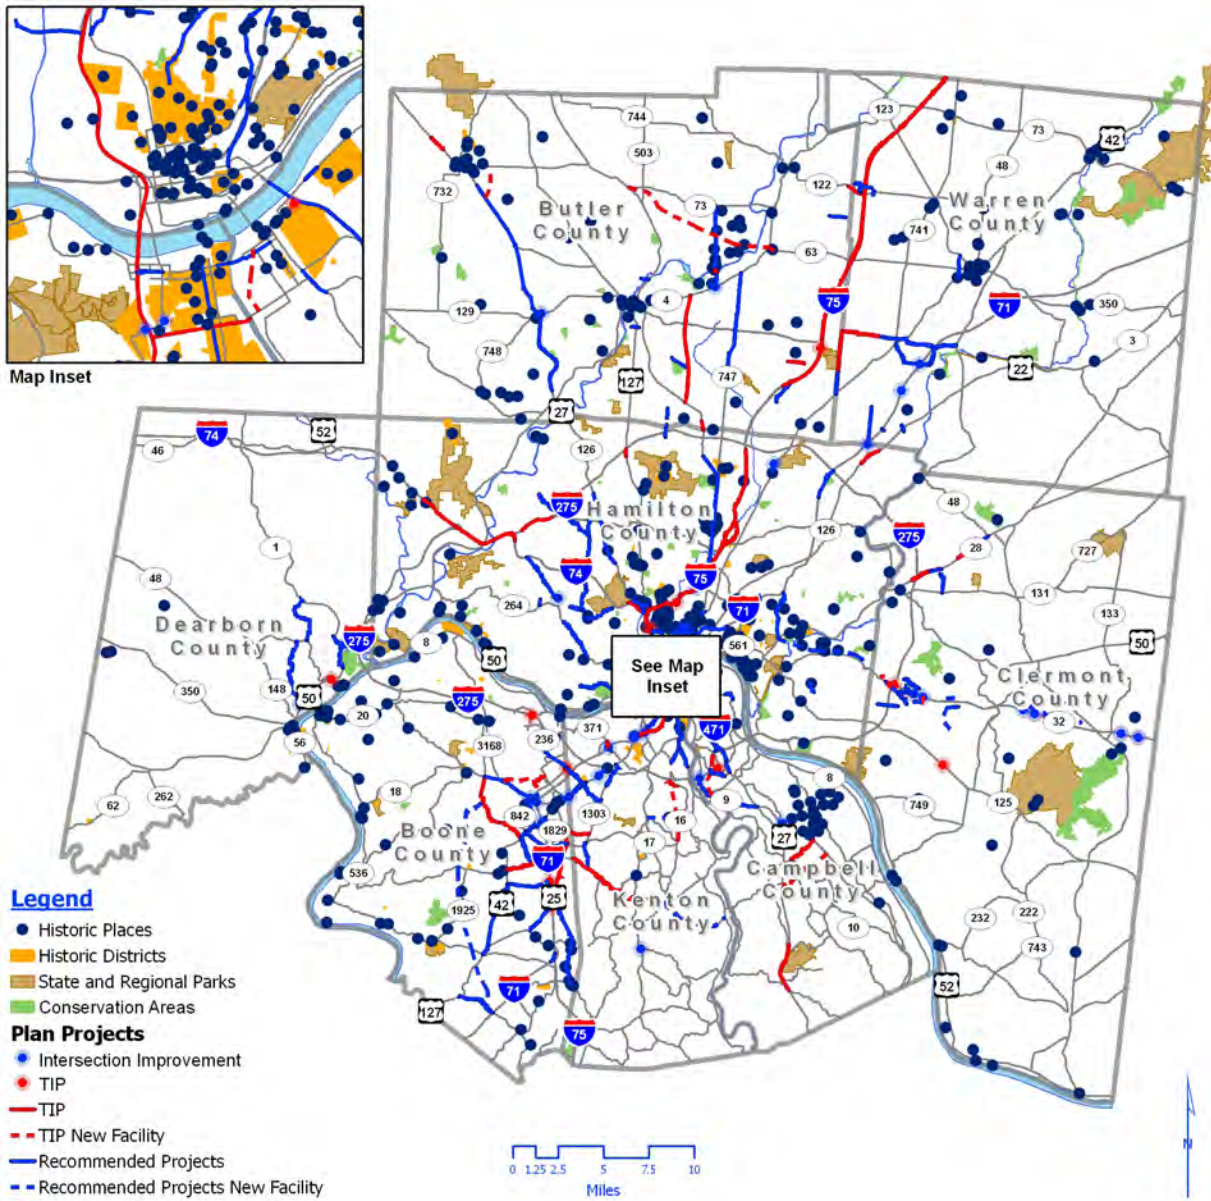 Map Inset
744
503
732
73
122
123
73
42
48
Butler
County
Warren
County
741
63
129
4
75
71
350
3
748
127
747
22
27
74
52
46
126
275
Hamilton
County
126
275
48
28
727
1
74
75
131
48
264
71
133
Dearborn
County
275
8
50
561
50
See Map
Inset
Clermont
County
350
148
50
275
20
371
471
32
56
236
3168
8
18
62
262
842
1303
16
9
749
125
1829
17
27
Boone
County
71
Campbell
County
536
42
25
Kenton
County
1925
232
222
10
743
71
52
127
75
Legend
Historic Places
Historic Districts
State and Regional Parks
Conservation Areas
Plan Projects
Intersection Improvement
TIP
TIP
TIP New Facility
Recommended Projects
Recommended Projects New Facility
0 1.25 2.5 5 7.5 10
Miles
N